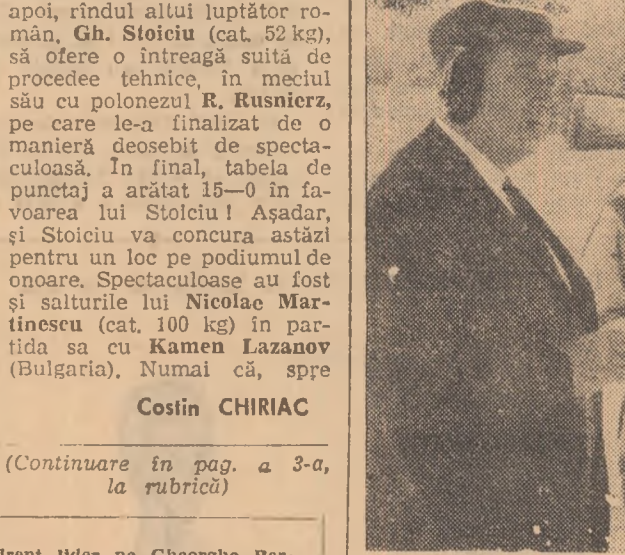 apoi, rîndul altui luptător ro-
mân, Gh. Stoiciu (cat. 52 kg),
să ofere o întreagă suită de
procedee tehnice, în meciul
său cu polonezul R. Rusnierz,
pe care le-a finalizat de o
manieră deosebit de specta-
culoasă. În final, tabela de
punctaj a arătat 15—0 în fa-
voarea lui Stoiciu ! Așadar,
și Stoiciu va concura astăzi
pentru un loc pe podiumul de
onoare. Spectaculoase au fost
și salturile lui Nicolae Mar-
tinescu (cat. 100 kg) în par-
tida sa cu Kamen Lazanov
(Bulgaria). Numai că, spre
Costin CHIRIAC
(Continuare în pag. a 3-a,
la rubrică)
lider pe Gheorghe